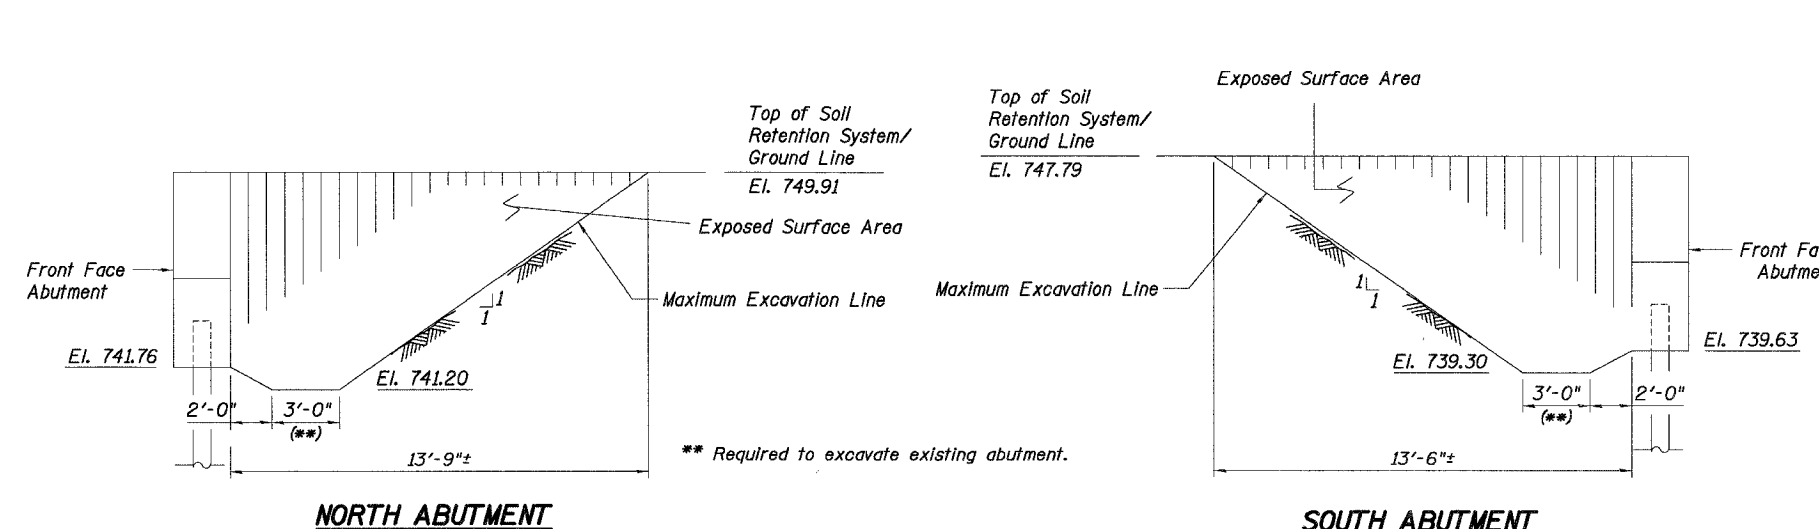 Top of Soil
Retention System/
Ground Line
El. 749.91
Exposed Surface Area
Front Face
Abutment
Maximum Excavation Line
1
1
El. 741.76
El. 741.20
2'-0"
3'-0"
(**)
13'-9"±
NORTH ABUTMENT
** Required to excavate existing abutment.
Exposed Surface Area
Top of Soil
Retention System/
Ground Line
El. 747.79
Maximum Excavation Line
1
1
Front Fa
Abutme
El. 739.63
El. 739.30
3'-0"
(**)
2'-0"
13'-6"±
SOUTH ABUTMENT